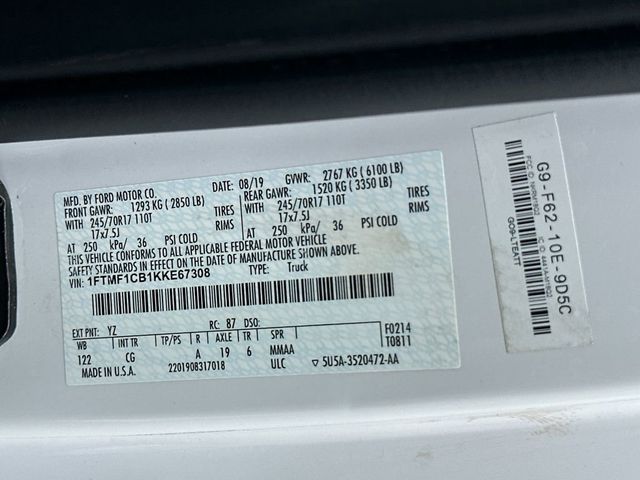 MFD. BY FORD MOTOR CO.
DATE: 08/19 GVWR: 2767 KG ( 6100 LB)
FRONT GAWR: 1293 KG ( 2850 LB)
REAR GAWR: 1520 KG ( 3350 LB)
WITH 245/70R17 110T TIRES
17x7.5J RIMS
WITH 245/70R17 110T TIRES
17x7.5J RIMS
AT 250 kPa/ 36 PSI COLD
AT 250 kPa/ 36 PSI COLD
THIS VEHICLE CONFORMS TO ALL APPLICABLE FEDERAL MOTOR VEHICLE
SAFETY STANDARDS IN EFFECT ON THE DATE OF MANUFACTURE SHOWN ABOVE.
VIN: 1FTMF1CB1KKE67308
TYPE: Truck
EXT PNT: YZ RC: 87 DSO:
WB INT TR TP/PS R AXLE TR SPR
122 CG A 19 6 MMAA
F0214
T0811
MADE IN U.S.A. 2201908317018 ULC 5U5A-3520472-AA
G9-F62-10E-9D5C
GO9-LTEATT